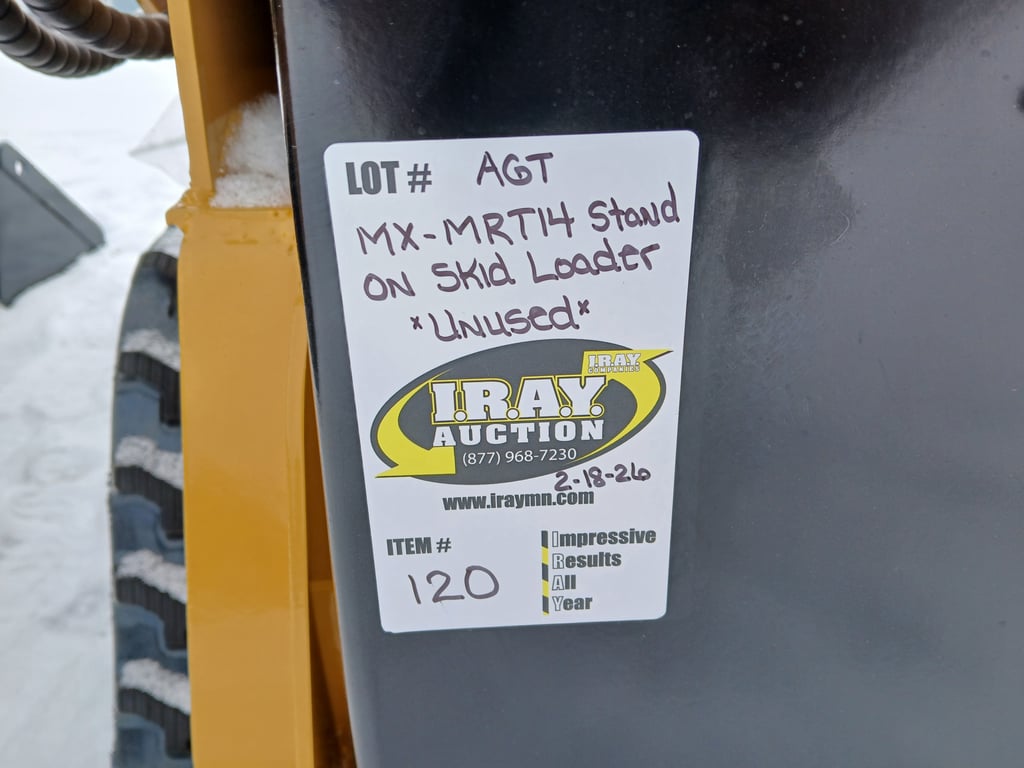 LOT # AGT
MX-MRT14 Stand
ON Skid Loader
*Unused*
I.R.A.Y.
COMPANIES
I.R.A.Y.
AUCTION
(877) 968-7230
2-18-26
www.iraymn.com
ITEM #
120
Impressive
Results
All
Year